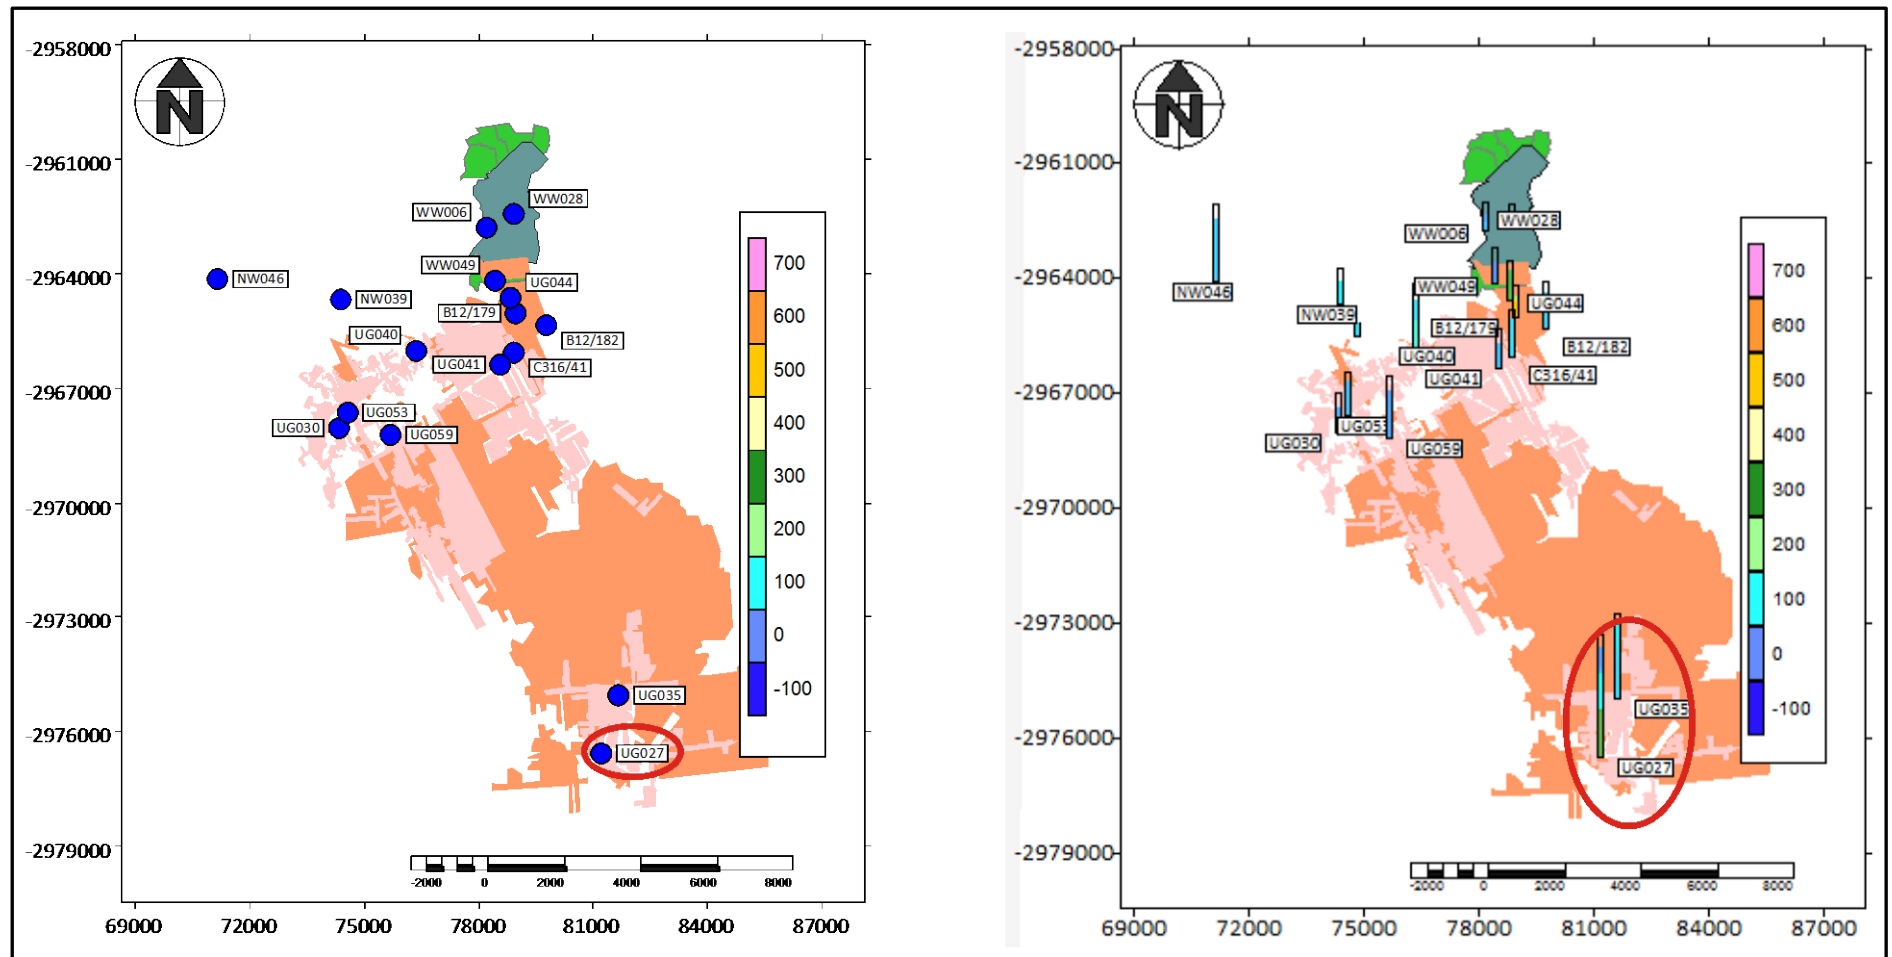 -2958000
N
-2961000
WW028
WW006
-2964000
WW049
NW046
UG044
NW039
B12/179
UG040
B12/182
UG041
C316/41
-2967000
UG053
UG030
UG059
-2970000
-2973000
UG035
-2976000
UG027
-2979000
700
600
500
400
300
200
100
0
-100
-2000 0 2000 4000 6000 8000
69000 72000 75000 78000 81000 84000 87000
-2958000
N
-2961000
WW028
WW006
-2964000
WW049
NW046
UG044
NW039
B12/179
B12/182
UG040
C316/41
UG041
-2967000
UG053
UG030
UG059
-2970000
-2973000
UG035
-2976000
UG027
-2979000
700
600
500
400
300
200
100
0
-100
-2000 0 2000 4000 6000 8000
69000 72000 75000 78000 81000 84000 87000